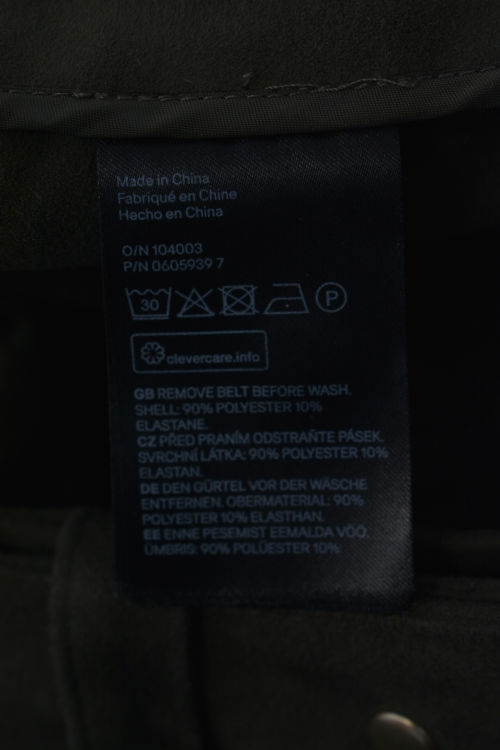 Made in China
Fabriqué en Chine
Hecho en China
O/N 104003
P/N 0605939 7
30
P
clevercare.info
GB REMOVE BELT BEFORE WASH.
SHELL: 90% POLYESTER 10%
ELASTANE.
CZ PŘED PRANÍM ODSTRAŇTE PÁSEK.
SVRCHNÍ LÁTKA: 90% POLYESTER 10%
ELASTAN.
DE DEN GÜRTEL VOR DER WÄSCHE
ENTFERNEN. OBERMATERIAL: 90%
POLYESTER 10% ELASTHAN.
EE ENNE PESEMIST EEMALDA VÖÖ.
ÜMBRIS: 90% POLÜESTER 10%